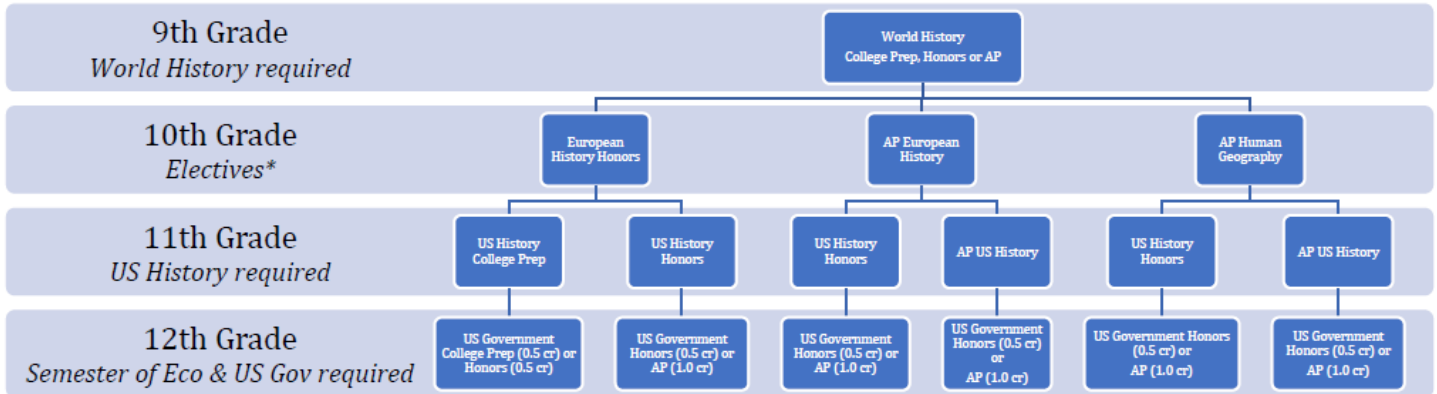 9th Grade
World History required
World History
College Prep, Honors or AP
10th Grade
Electives*
European
History Honors
AP European
History
AP Human
Geography
11th Grade
US History required
US History
College Prep
US History
Honors
US History
Honors
AP US History
US History
Honors
AP US History
12th Grade
Semester of Eco & US Gov required
US Government
College Prep (0.5 cr) or
Honors (0.5 cr)
US Government
Honors (0.5 cr) or
AP (1.0 cr)
US Government
Honors (0.5 cr) or
AP (1.0 cr)
US Government
Honors (0.5 cr)
or
AP (1.0 cr)
US Government Honors
(0.5 cr) or
AP (1.0 cr)
US Government
Honors (0.5 cr) or
AP (1.0 cr)